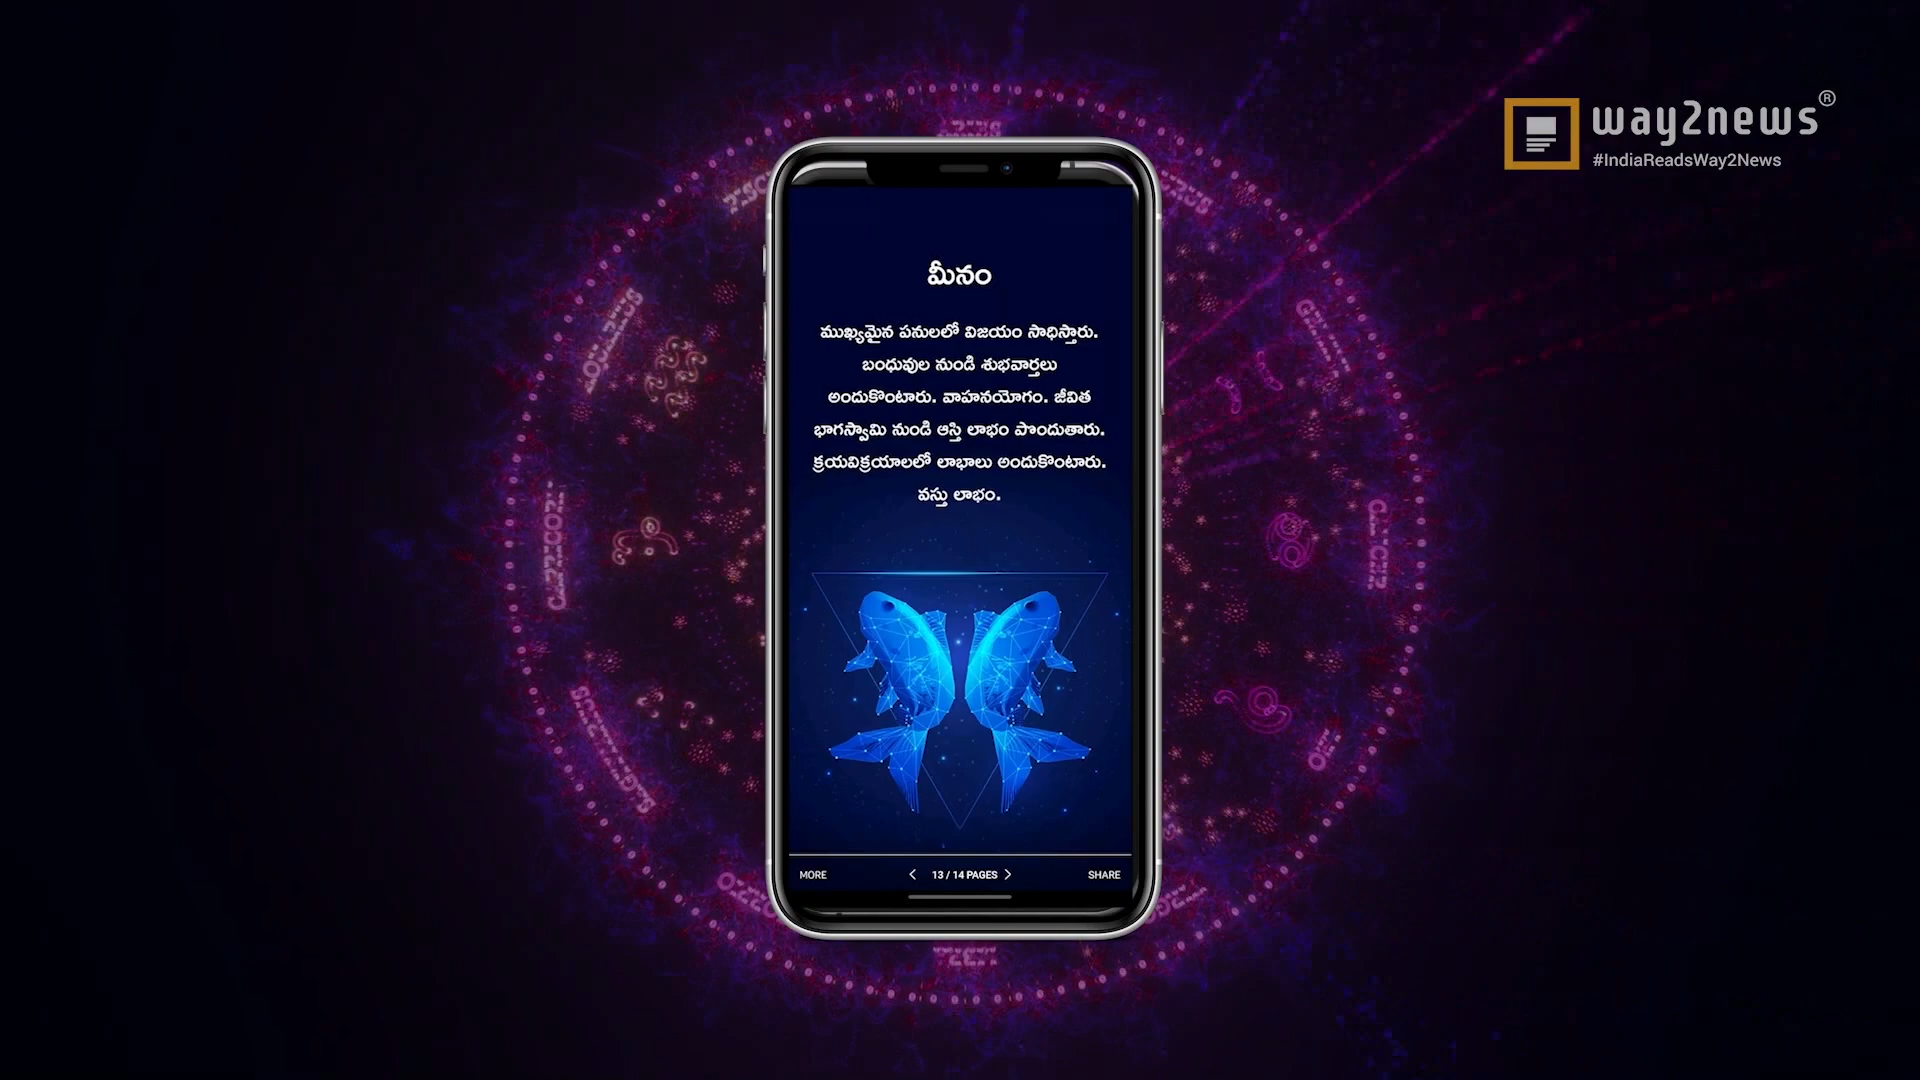 way2news®
#IndiaReadsWay2News
మీనం
ముఖ్యమైన పనులలో విజయం సాధిస్తారు.
బంధువుల నుండి శుభవార్తలు
అందుకొంటారు. వాహనయోగం. జీవిత
భాగస్వామి నుండి ఆస్తి లాభం పొందుతారు.
క్రయవిక్రయాలలో లాభాలు అందుకొంటారు.
వస్తు లాభం.
MORE
13 / 14 PAGES
SHARE